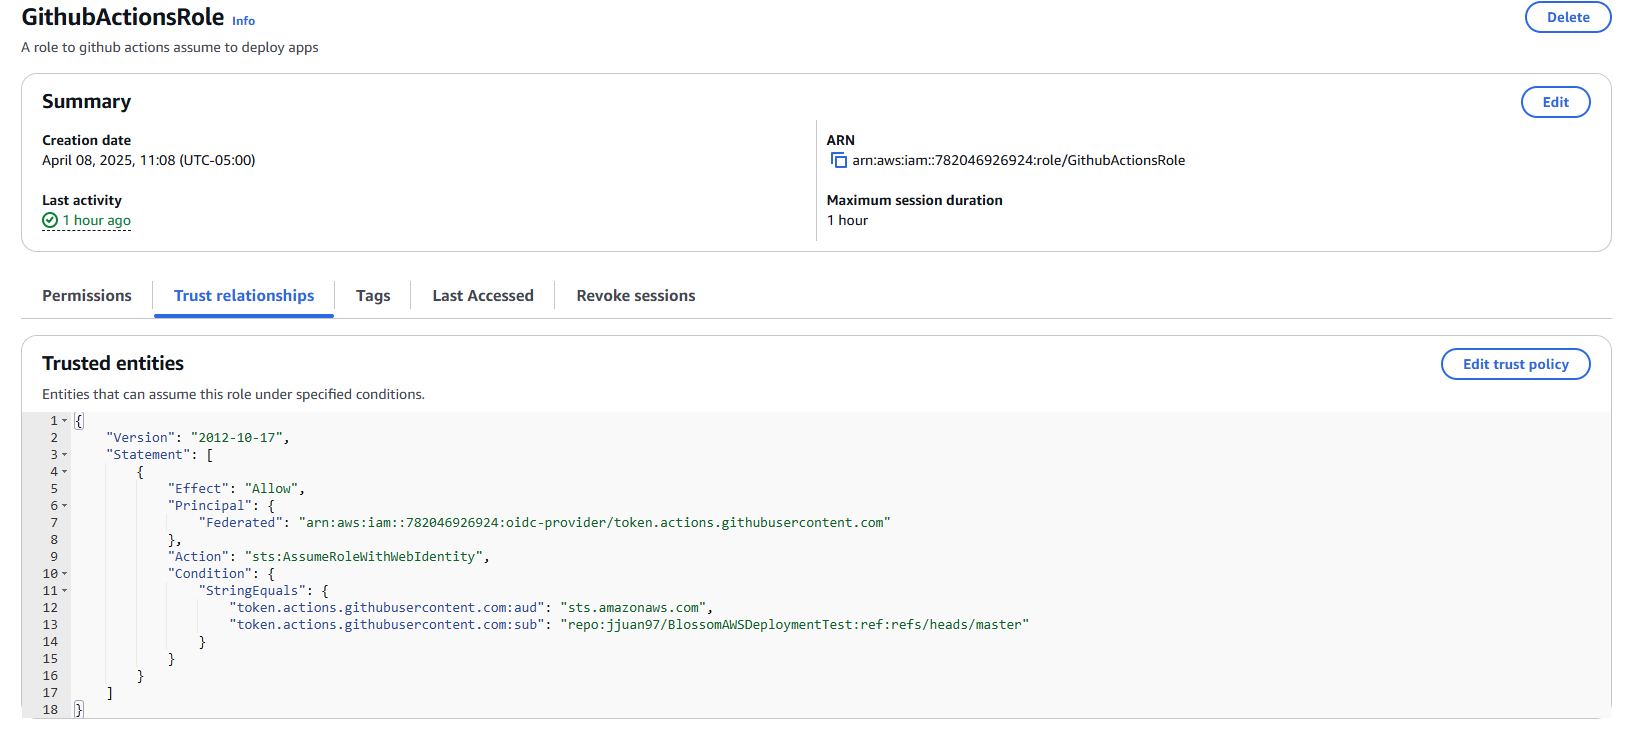 GithubActionsRole Info
Delete
A role to github actions assume to deploy apps
Summary
Edit
Creation date
April 08, 2025, 11:08 (UTC-05:00)
ARN
arn:aws:iam::782046926924:role/GithubActionsRole
Last activity
1 hour ago
Maximum session duration
1 hour
Permissions
Trust relationships
Tags
Last Accessed
Revoke sessions
Trusted entities
Edit trust policy
Entities that can assume this role under specified conditions.
1 {
2     "Version": "2012-10-17",
3     "Statement": [
4         {
5             "Effect": "Allow",
6             "Principal": {
7                 "Federated": "arn:aws:iam::782046926924:oidc-provider/token.actions.githubusercontent.com"
8             },
9             "Action": "sts:AssumeRoleWithWebIdentity",
10             "Condition": {
11                 "StringEquals": {
12                     "token.actions.githubusercontent.com:aud": "sts.amazonaws.com",
13                     "token.actions.githubusercontent.com:sub": "repo:jjuan97/BlossomAWSDeploymentTest:ref:refs/heads/master"
14                 }
15             }
16         }
17     ]
18 }